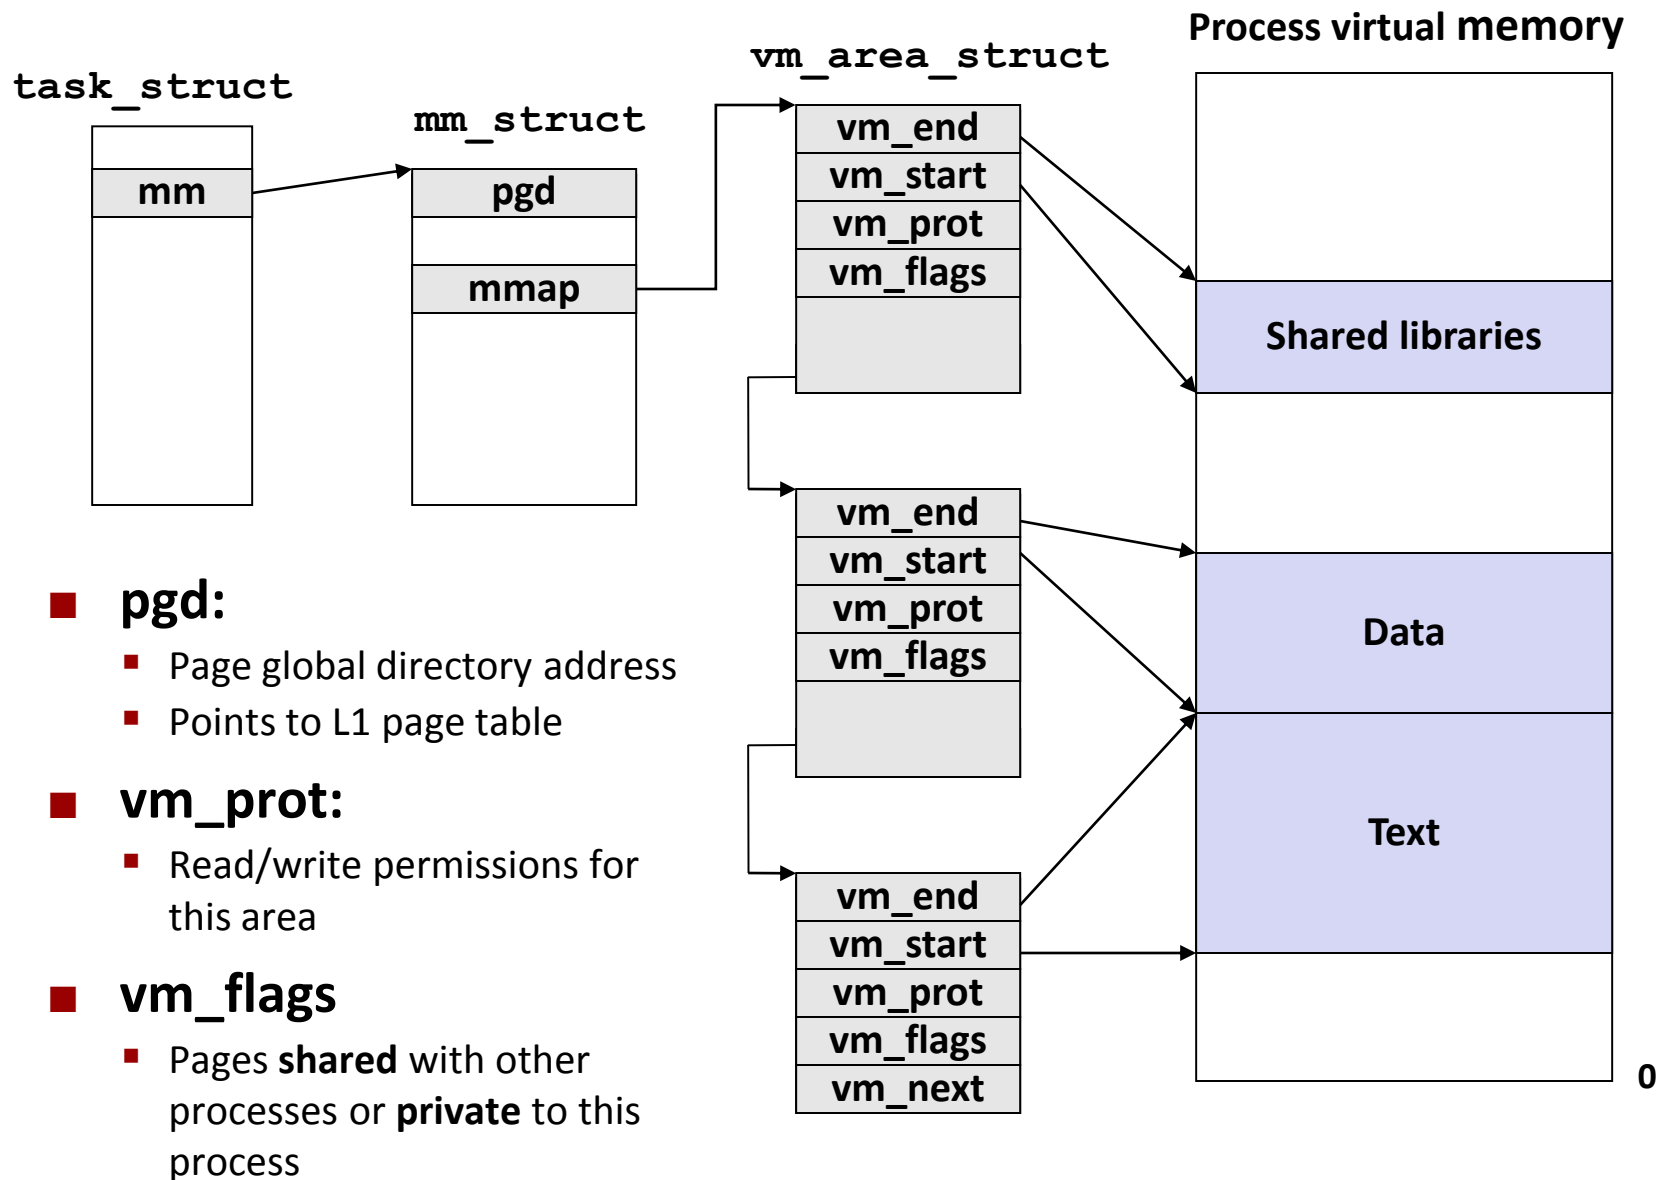 Process virtual memory
vm_area_struct
task_struct
mm_struct
mm
pgd
mmap
vm_end
vm_start
vm_prot
vm_flags
Shared libraries
vm_end
vm_start
vm_prot
vm_flags
Data
Text
vm_end
vm_start
vm_prot
vm_flags
vm_next
0
pgd:
Page global directory address
Points to L1 page table
vm_prot:
Read/write permissions for
this area
vm_flags
Pages shared with other
processes or private to this
process